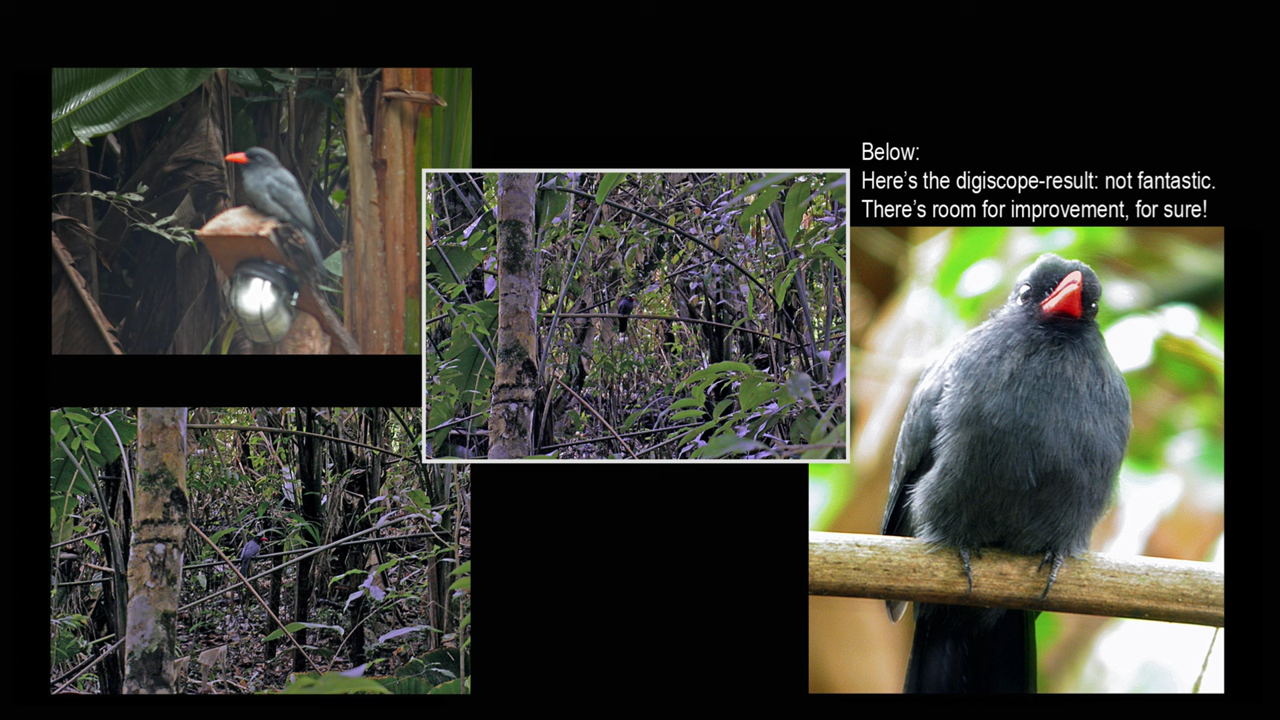 Below:
Here’s the digiscope-result: not fantastic.
There’s room for improvement, for sure!